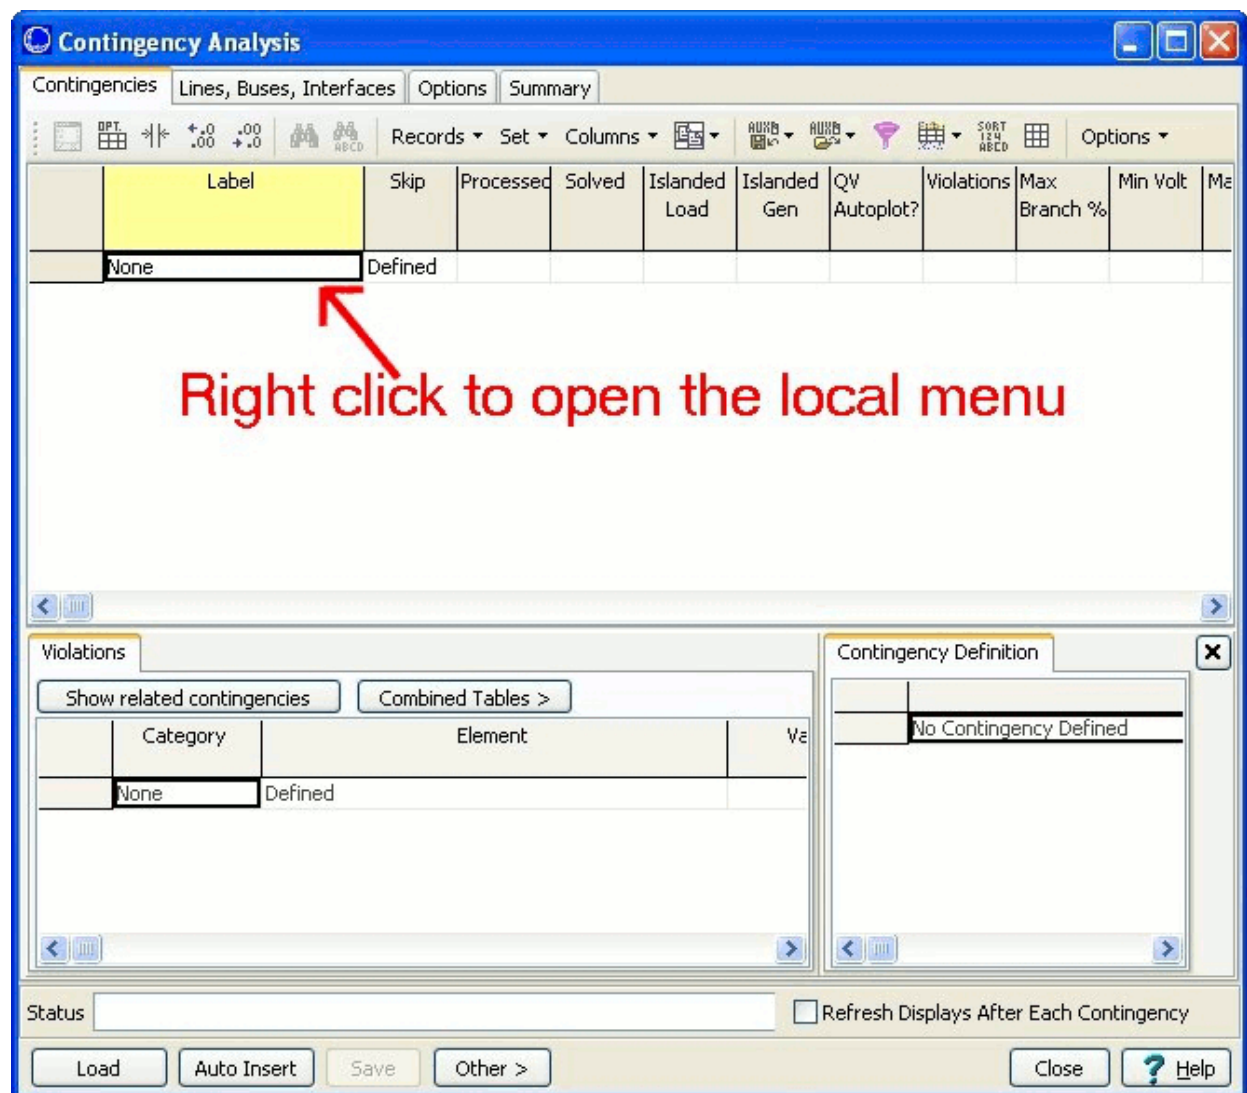 Contingency Analysis
Contingencies Lines, Buses, Interfaces Options Summary
Records Set Columns Options
Label Skip Processed Solved Islanded Load Islanded Gen QV Autoplot? Violations Max Branch % Min Volt Ma
None Defined
Right click to open the local menu
Violations Contingency Definition
Show related contingencies Combined Tables >
Category Element Va
No Contingency Defined
None Defined
Status Refresh Displays After Each Contingency
Load Auto Insert Save Other > Close Help